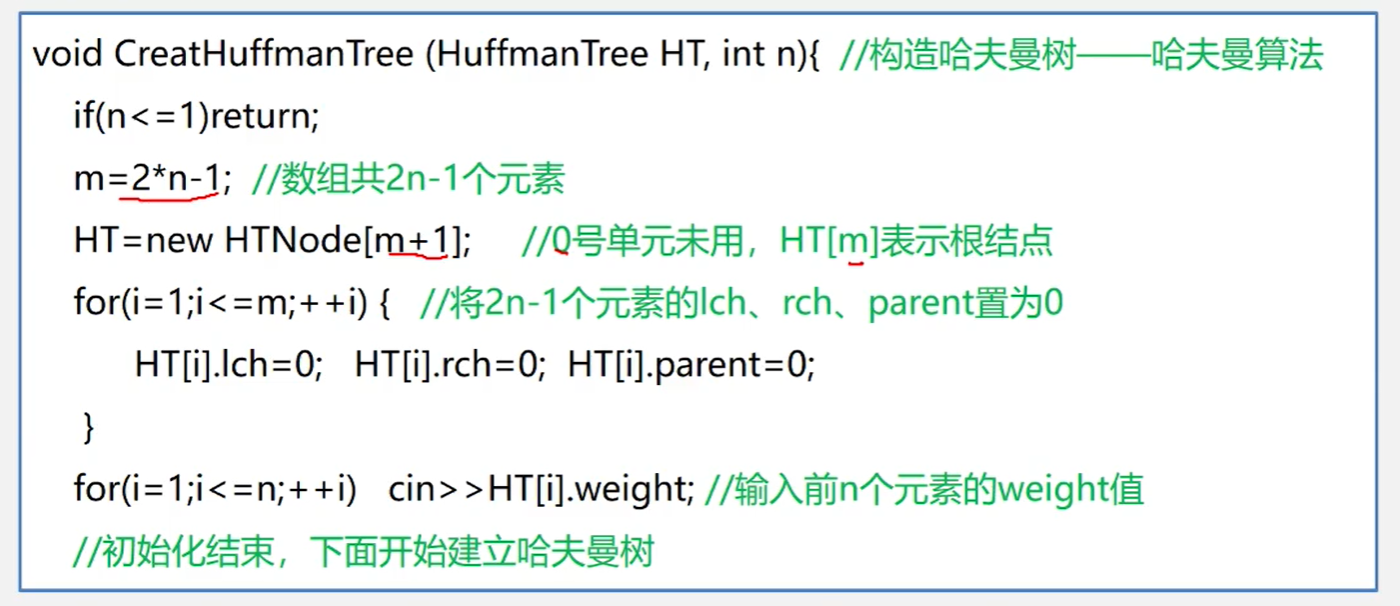 void CreatHuffmanTree (HuffmanTree HT, int n){ //构造哈夫曼树——哈夫曼算法
if(n<=1)return;
m=2*n-1; //数组共2n-1个元素
HT=new HTNode[m+1]; //0号单元未用，HT[m]表示根结点
for(i=1;i<=m;++i) { //将2n-1个元素的lch、rch、parent置为0
HT[i].lch=0; HT[i].rch=0; HT[i].parent=0;
}
for(i=1;i<=n;++i) cin>>HT[i].weight; //输入前n个元素的weight值
//初始化结束，下面开始建立哈夫曼树